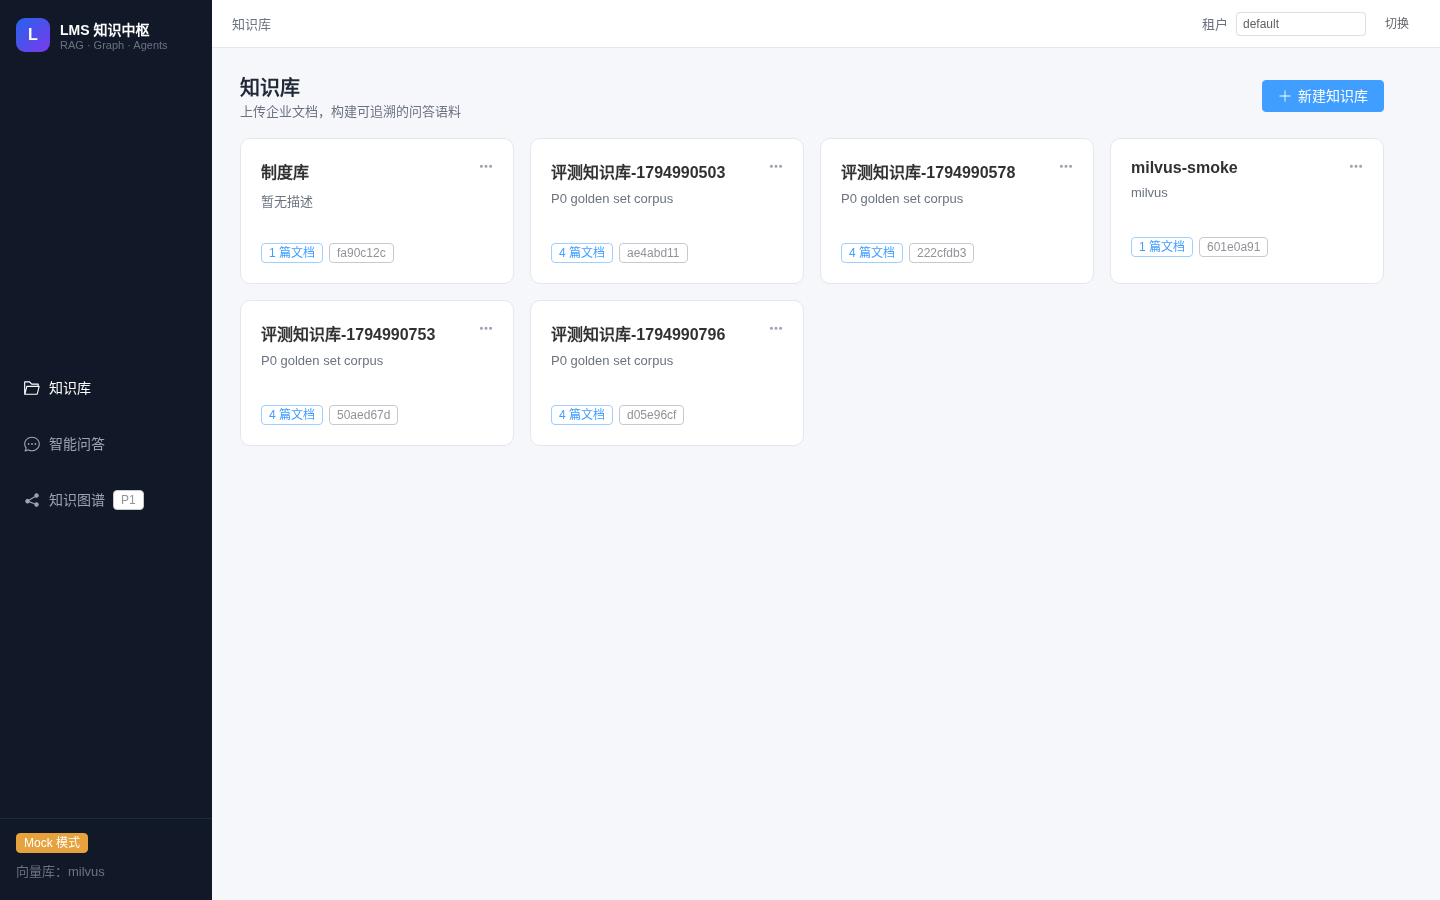 L
LMS 知识中枢
RAG · Graph · Agents
知识库
智能问答
知识图谱 P1
Mock 模式
向量库：milvus
知识库
租户 default 切换
知识库
上传企业文档，构建可追溯的问答语料
新建知识库
制度库
暂无描述
1 篇文档 fa90c12c
评测知识库-1794990503
P0 golden set corpus
4 篇文档 ae4abd11
评测知识库-1794990578
P0 golden set corpus
4 篇文档 222cfdb3
milvus-smoke
milvus
1 篇文档 601e0a91
评测知识库-1794990753
P0 golden set corpus
4 篇文档 50aed67d
评测知识库-1794990796
P0 golden set corpus
4 篇文档 d05e96cf